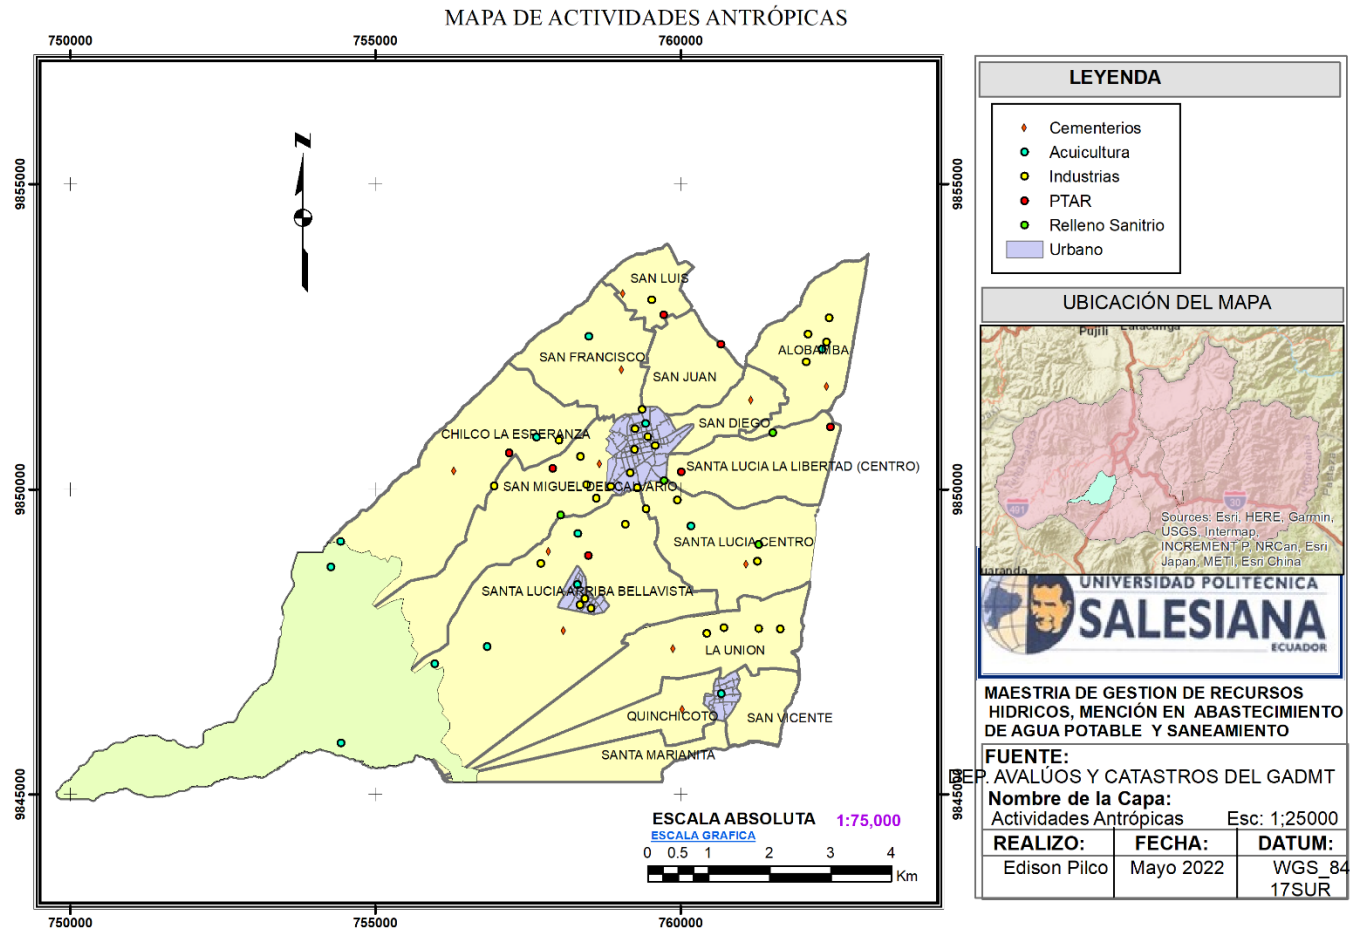 MAPA DE ACTIVIDADES ANTRÓPICAS
750000
755000
760000
9855000
9855000
9850000
9850000
9845000
9845000
750000
755000
760000
N
SAN LUIS
SAN FRANCISCO
SAN JUAN
ALOBAMBA
SAN DIEGO
CHILCO LA ESPERANZA
SANTA LUCIA LA LIBERTAD (CENTRO)
SAN MIGUEL DEL CALVARIO
SANTA LUCIA CENTRO
SANTA LUCIA ARRIBA BELLAVISTA
LA UNION
QUINCHICOTO
SAN VICENTE
SANTA MARIANITA
ESCALA ABSOLUTA 1:75,000
ESCALA GRAFICA
0 0.5 1 2 3 4
Km
LEYENDA
Cementerios
Acuicultura
Industrias
PTAR
Relleno Sanitrio
Urbano
UBICACIÓN DEL MAPA
Pujili Latacunga
Sources: Esri, HERE, Garmin,
USGS, Intermap,
INCREMENT P, NRCan, Esri
Japan, METI, Esri China
UNIVERSIDAD POLITECNICA
SALESIANA
ECUADOR
MAESTRIA DE GESTION DE RECURSOS
HIDRICOS, MENCIÓN EN ABASTECIMIENTO
DE AGUA POTABLE Y SANEAMIENTO
FUENTE:
DEP. AVALÚOS Y CATASTROS DEL GADMT
Nombre de la Capa:
Actividades Antrópicas Esc: 1;25000
REALIZO: FECHA: DATUM:
Edison Pilco Mayo 2022 WGS_84
17SUR